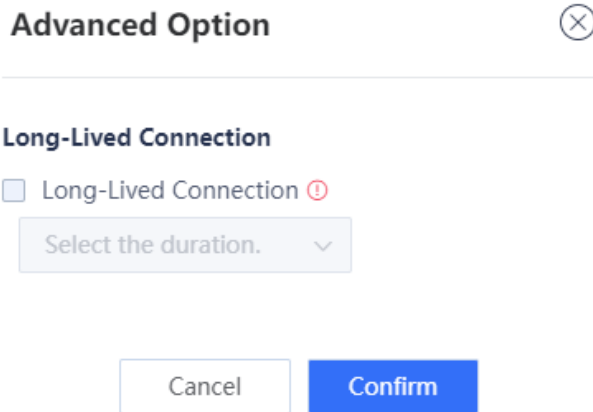 Advanced Option
Long-Lived Connection
Long-Lived Connection
Select the duration.
Cancel Confirm